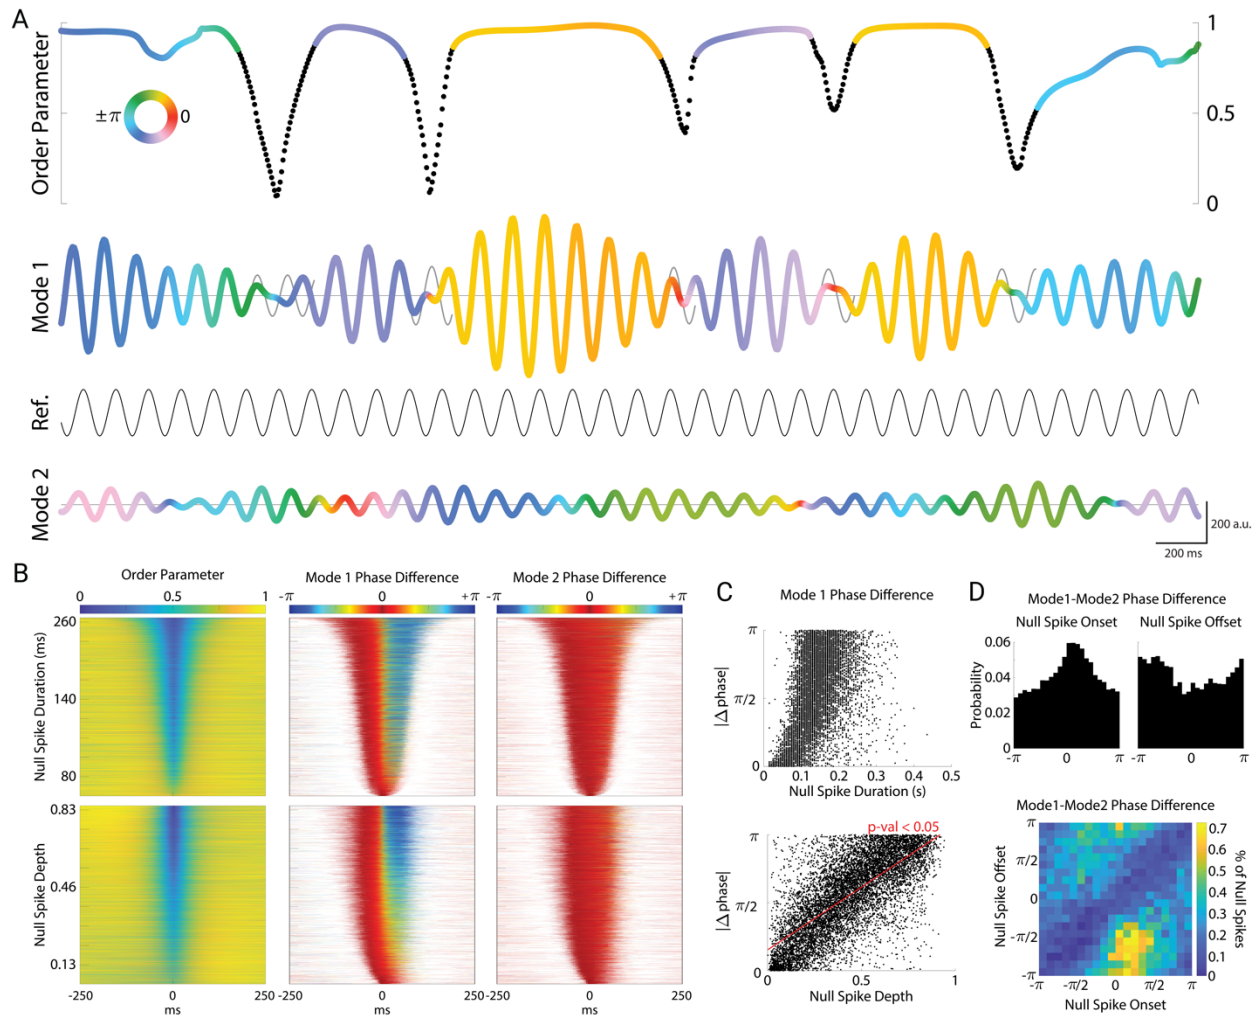 A
Order Parameter
±π
0
1
0.5
0
Mode 1
Ref.
Mode 2
200 a.u.
200 ms
B
Order Parameter
0 0.5 1
Mode 1 Phase Difference
-π 0 +π
Mode 2 Phase Difference
-π 0 +π
Null Spike Duration (ms)
260
140
80
Null Spike Depth
0.83
0.46
0.13
-250 0 250
ms
-250 0 250
ms
-250 0 250
ms
C
Mode 1 Phase Difference
|Δphase|
π
π/2
0
0 0.1 0.2 0.3 0.4 0.5
Null Spike Duration (s)
p-val < 0.05
|Δphase|
π
π/2
0
0 0.5 1
Null Spike Depth
D
Mode1-Mode2 Phase Difference
Null Spike Onset Null Spike Offset
Probability
0.06
0.04
0.02
0
-π 0 π
-π 0 π
Mode1-Mode2 Phase Difference
Null Spike Offset
π
π/2
0
-π/2
-π
-π -π/2 0 π/2 π
Null Spike Onset
0.7
0.6
0.5
0.4
0.3
0.2
0.1
0
% of Null Spikes